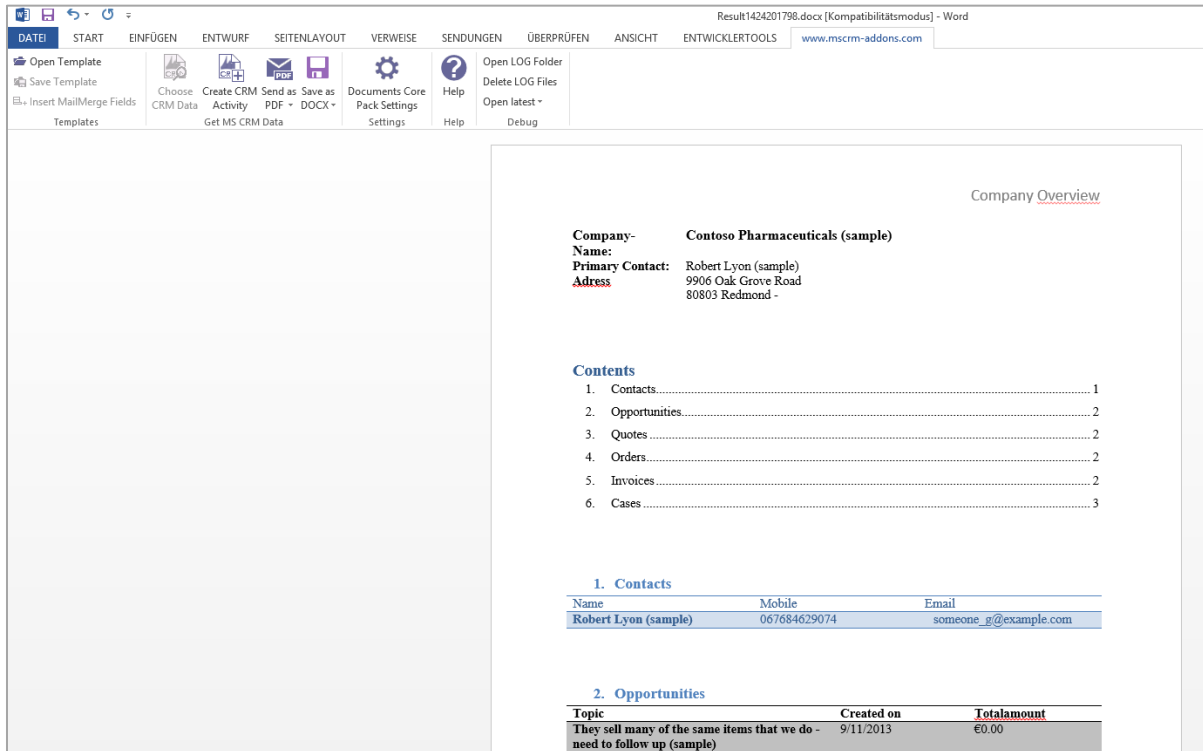 Result1424201798.docx [Kompatibilitätsmodus] - Word
DATEI START EINFÜGEN ENTWURF SEITENLAYOUT VERWEISE SENDUNGEN ÜBERPRÜFEN ANSICHT ENTWICKLERTOOLS www.mscrm-addons.com
Open Template
Save Template
Insert MailMerge Fields
Templates
Choose CRM Data
Create CRM Activity
Send as PDF
Save as DOCX
Get MS CRM Data
Documents Core Pack Settings
Settings
Help
Help
Open LOG Folder
Delete LOG Files
Open latest
Debug
Company Overview
Company-Name: Contoso Pharmaceuticals (sample)
Primary Contact: Robert Lyon (sample)
Adress 9906 Oak Grove Road
80803 Redmond -
Contents
1. Contacts 1
2. Opportunities 2
3. Quotes 2
4. Orders 2
5. Invoices 2
6. Cases 3
1. Contacts
Name Mobile Email
Robert Lyon (sample) 067684629074 someone_g@example.com
2. Opportunities
Topic Created on Totalamount
They sell many of the same items that we do - 9/11/2013 €0.00
need to follow up (sample)